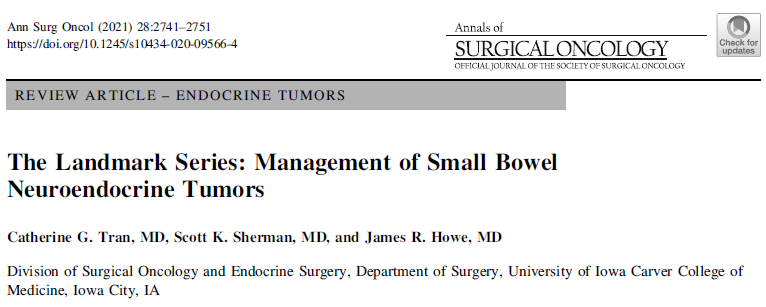 Ann Surg Oncol (2021) 28:2741–2751
https://doi.org/10.1245/s10434-020-09566-4
Annals of
SURGICAL ONCOLOGY
OFFICIAL JOURNAL OF THE SOCIETY OF SURGICAL ONCOLOGY
Check for
updates
REVIEW ARTICLE – ENDOCRINE TUMORS
The Landmark Series: Management of Small Bowel
Neuroendocrine Tumors
Catherine G. Tran, MD, Scott K. Sherman, MD, and James R. Howe, MD
Division of Surgical Oncology and Endocrine Surgery, Department of Surgery, University of Iowa Carver College of
Medicine, Iowa City, IA